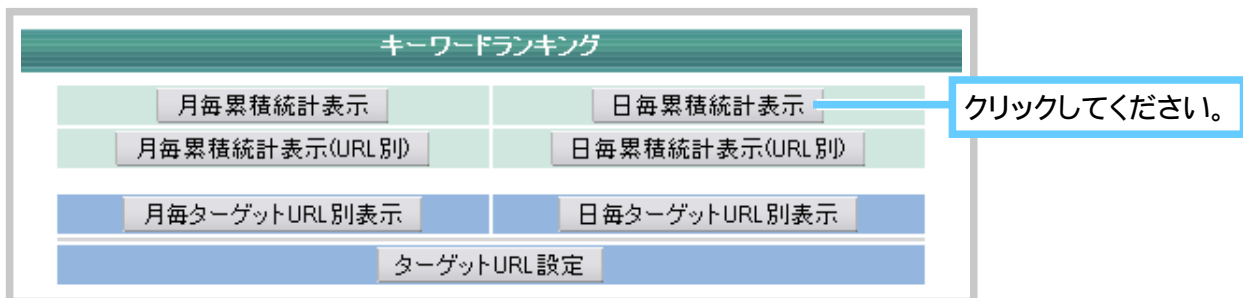 キーワードランキング
月毎累積統計表示
日毎累積統計表示
クリックしてください。
月毎累積統計表示(URL別)
日毎累積統計表示(URL別)
月毎ターゲットURL別表示
日毎ターゲットURL別表示
ターゲットURL設定